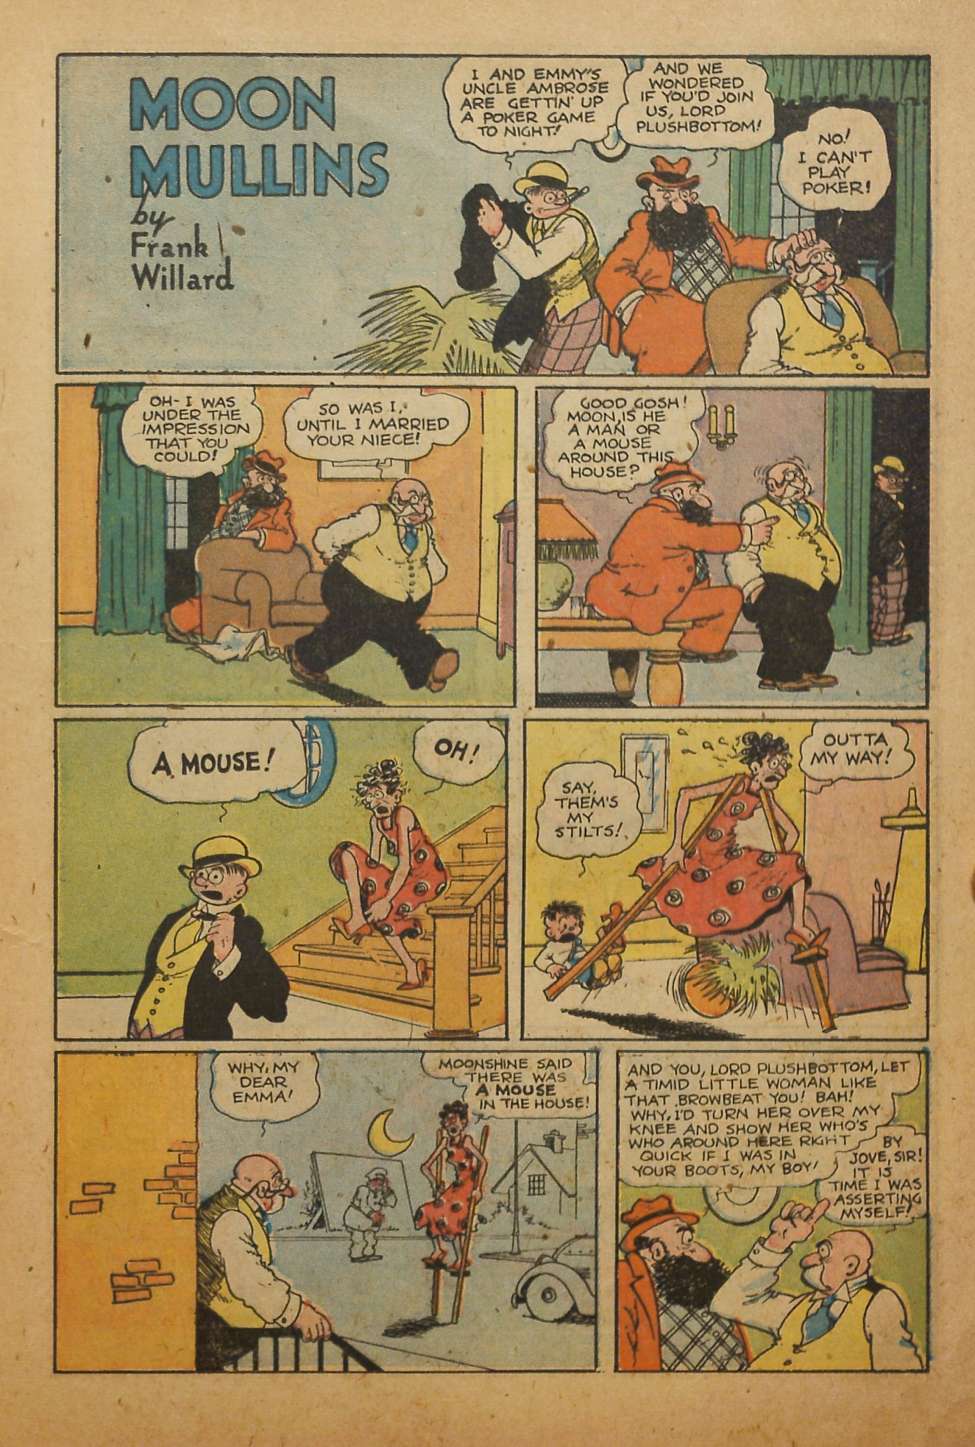 MOON
MULLINS
by
Frank
Willard
I AND EMMY'S
UNCLE AMBROSE
ARE GETTIN' UP
A POKER GAME
TO NIGHT!
AND WE
WONDERED
IF YOU'D JOIN
US, LORD
PLUSHBOTTOM!
NO!
I CAN'T
PLAY
POKER!
OH- I WAS
UNDER THE
IMPRESSION
THAT YOU
COULD!
SO WAS I,
UNTIL I MARRIED
YOUR NIECE!
GOOD GOSH!
MOON, IS HE
A MAN OR
A MOUSE
AROUND THIS
HOUSE?
A MOUSE!
OH!
SAY,
THEM'S
MY
STILTS!
OUTTA
MY WAY!
WHY, MY
DEAR
EMMA!
MOONSHINE SAID
THERE WAS
A MOUSE
IN THE HOUSE!
AND YOU, LORD PLUSHBOTTOM, LET
A TIMID LITTLE WOMAN LIKE
THAT BROWBEAT YOU! BAH!
WHY, I'D TURN HER OVER MY
KNEE AND SHOW HER WHO'S
WHO AROUND HERE RIGHT
QUICK IF I WAS IN
YOUR BOOTS, MY BOY!
BY
JOVE, SIR!
IT IS
TIME I WAS
ASSERTING
MYSELF!